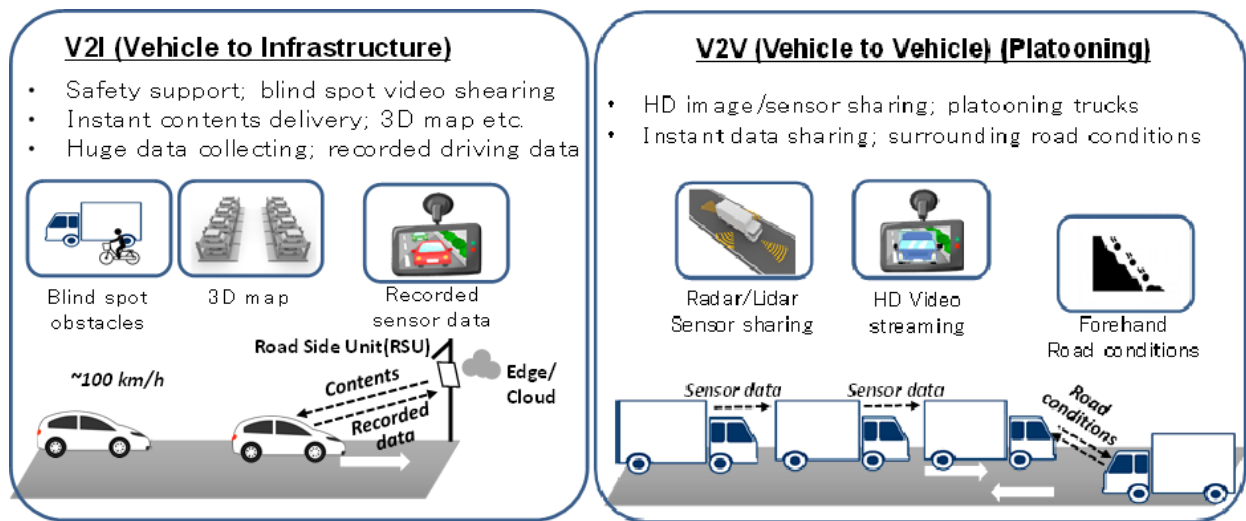 V2I (Vehicle to Infrastructure)
• Safety support; blind spot video shearing
• Instant contents delivery; 3D map etc.
• Huge data collecting; recorded driving data
Blind spot
obstacles
3D map
Recorded
sensor data
Road Side Unit(RSU)
Edge/
Cloud
~100 km/h
Contents
Recorded
data
V2V (Vehicle to Vehicle) (Platooning)
• HD image/sensor sharing; platooning trucks
• Instant data sharing; surrounding road conditions
Radar/Lidar
Sensor sharing
HD Video
streaming
Forehand
Road conditions
Sensor data
Sensor data
Road
conditions